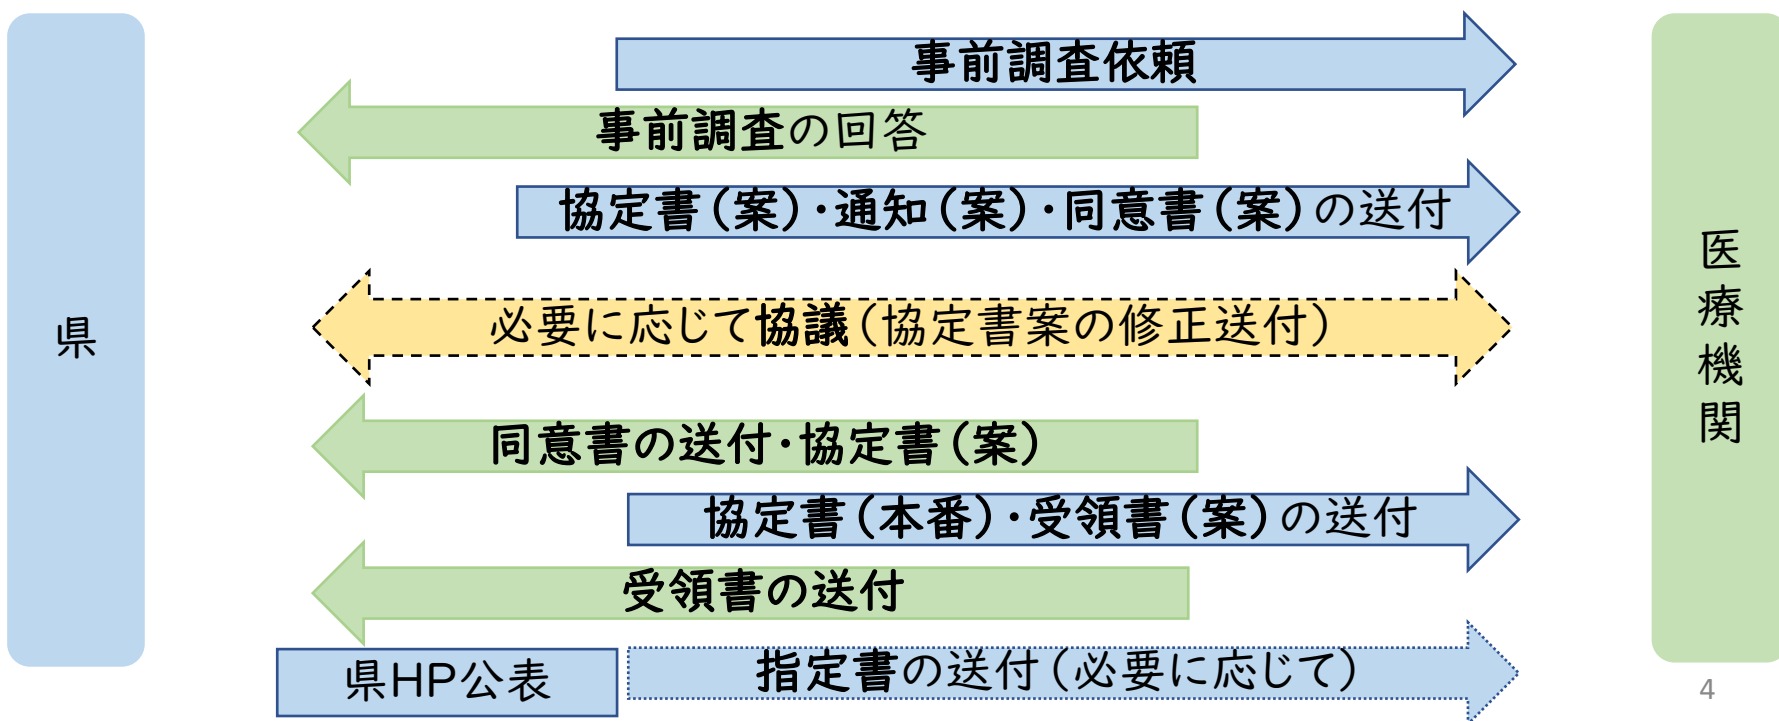 県
事前調査依頼
事前調査の回答
協定書（案）・通知（案）・同意書（案）の送付
必要に応じて協議（協定書案の修正送付）
同意書の送付・協定書（案）
協定書（本番）・受領書（案）の送付
受領書の送付
県HP公表
指定書の送付（必要に応じて）
医療機関
4